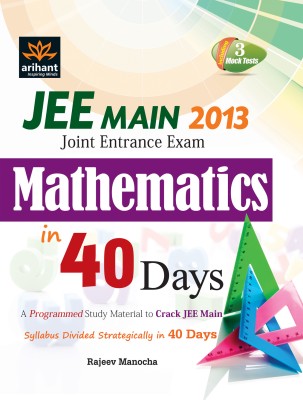 arihant
Inspiring Minds
3
Mock Tests
JEE MAIN 2013
Joint Entrance Exam
Mathematics
in
40 Days
A Programmed Study Material to Crack JEE Main
Syllabus Divided Strategically in 40 Days
Rajeev Manocha